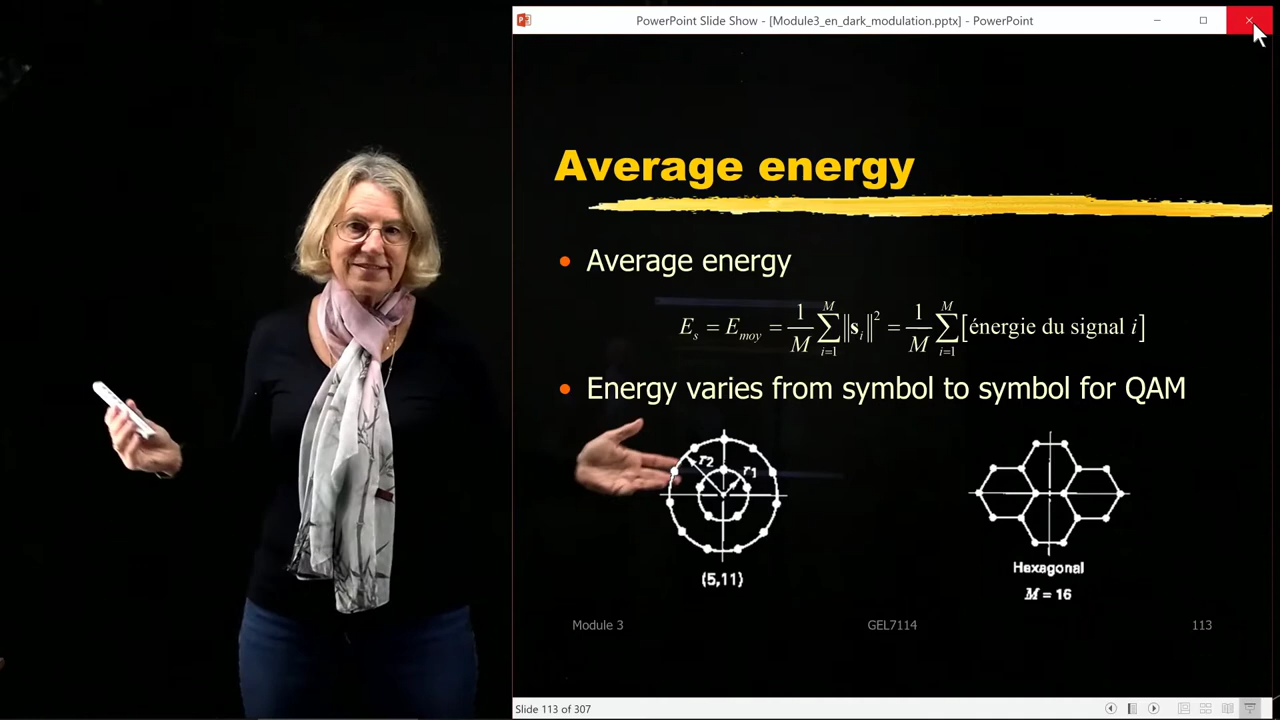 PowerPoint Slide Show - [Module3_en_dark_modulation.pptx] - PowerPoint
Average energy
• Average energy
E_s = E_moy = 1/M ∑_{i=1}^{M} ‖s_i‖² = 1/M ∑_{i=1}^{M} [énergie du signal i]
• Energy varies from symbol to symbol for QAM
r2
r1
(5,11)
Hexagonal
M = 16
Module 3
GEL7114
113
Slide 113 of 307